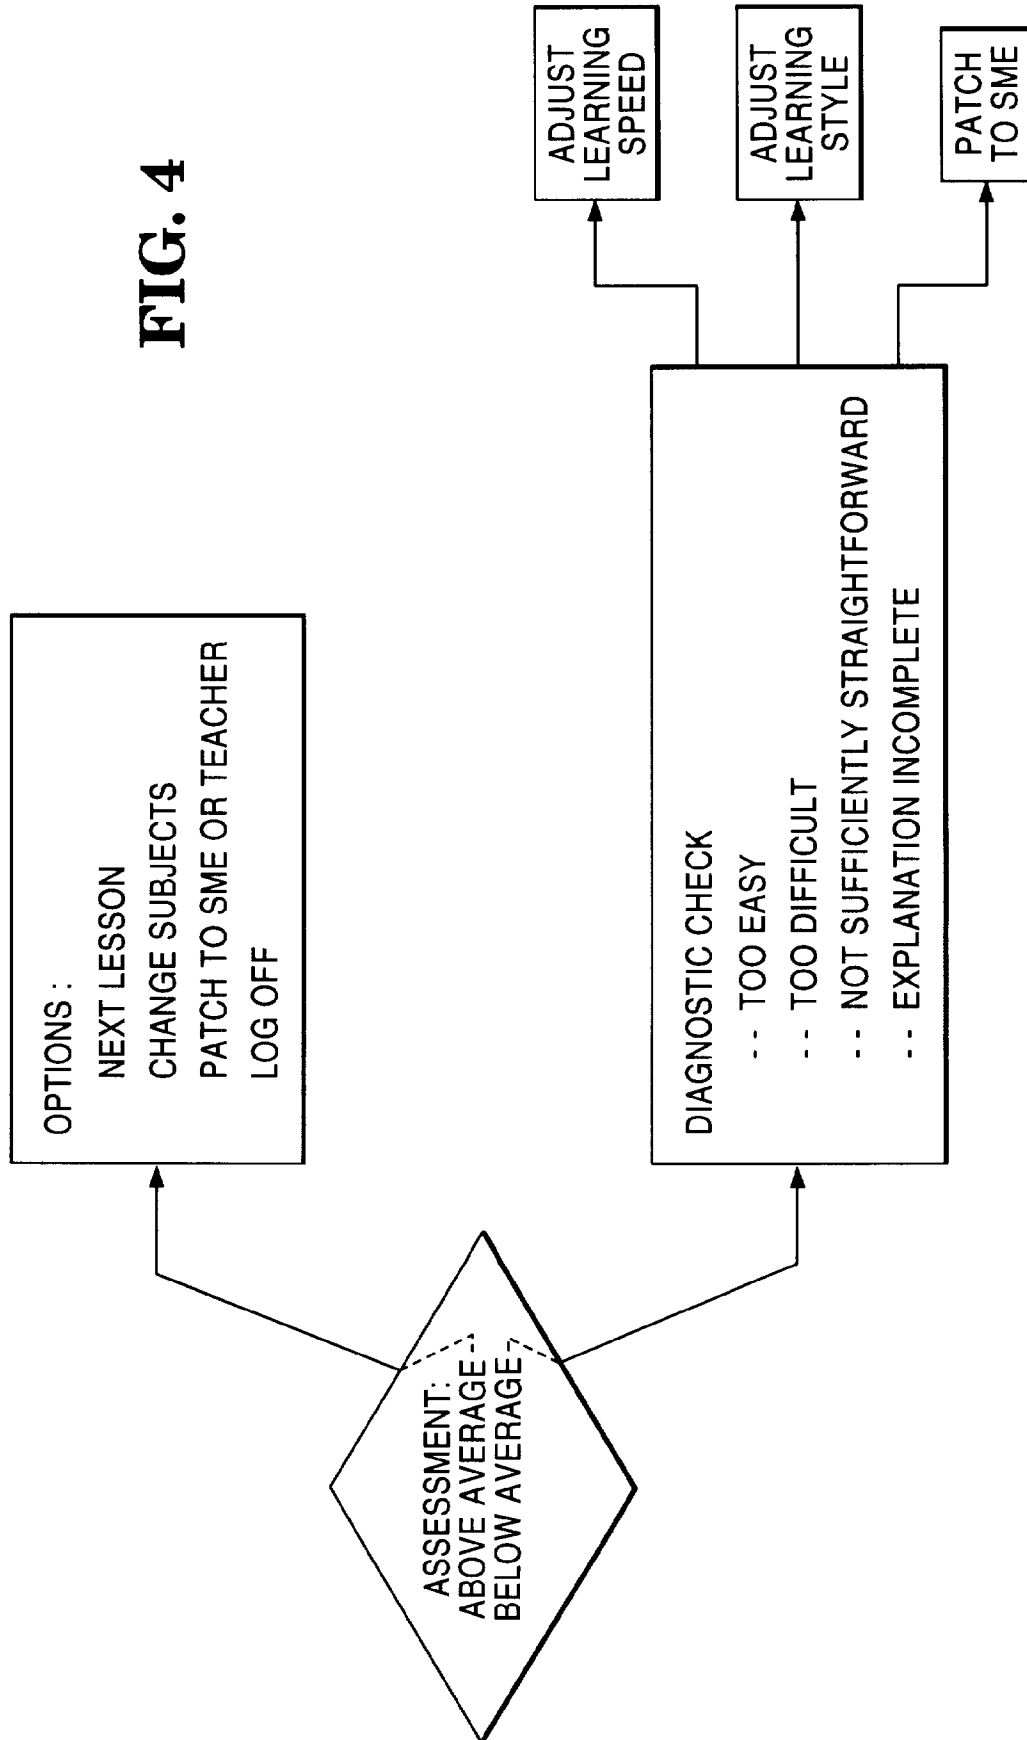 FIG. 4
OPTIONS :
NEXT LESSON
CHANGE SUBJECTS
PATCH TO SME OR TEACHER
LOG OFF
ASSESSMENT:
ABOVE AVERAGE
BELOW AVERAGE
DIAGNOSTIC CHECK
-- TOO EASY
-- TOO DIFFICULT
-- NOT SUFFICIENTLY STRAIGHTFORWARD
-- EXPLANATION INCOMPLETE
ADJUST
LEARNING
SPEED
ADJUST
LEARNING
STYLE
PATCH
TO SME